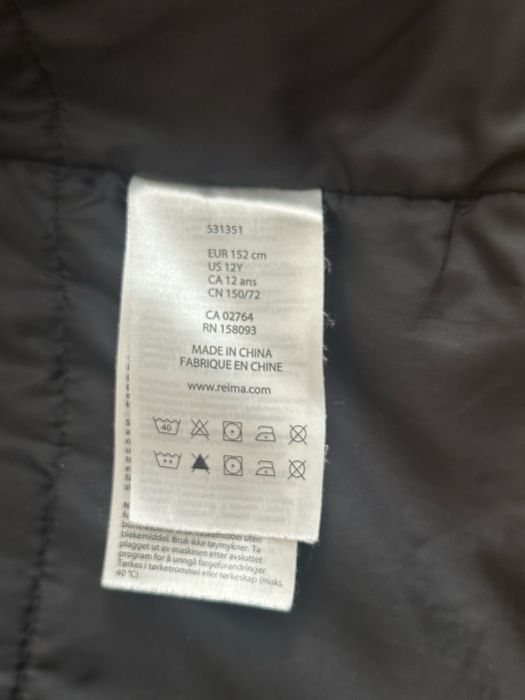 531351
EUR 152 cm
US 12Y
CA 12 ans
CN 150/72
CA 02764
RN 158093
MADE IN CHINA
FABRIQUE EN CHINE
www.reima.com
40
blekemiddel. Bruk ikke tøymykner. Ta
plagget ut av maskinen etter avsluttet
program for å unngå fargeforandringer.
Tørkes i tørketrommel eller tørkeskap (maks.
40 °C)